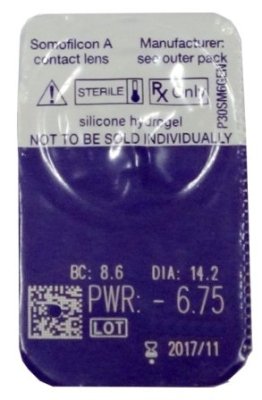 Somofilcon A
contact lens
Manufacturer:
see outer pack
STERILE
Rx Only
P30SM6GEN1
silicone hydrogel
NOT TO BE SOLD INDIVIDUALLY
BC: 8.6 DIA: 14.2
PWR: - 6.75
LOT
2017/11